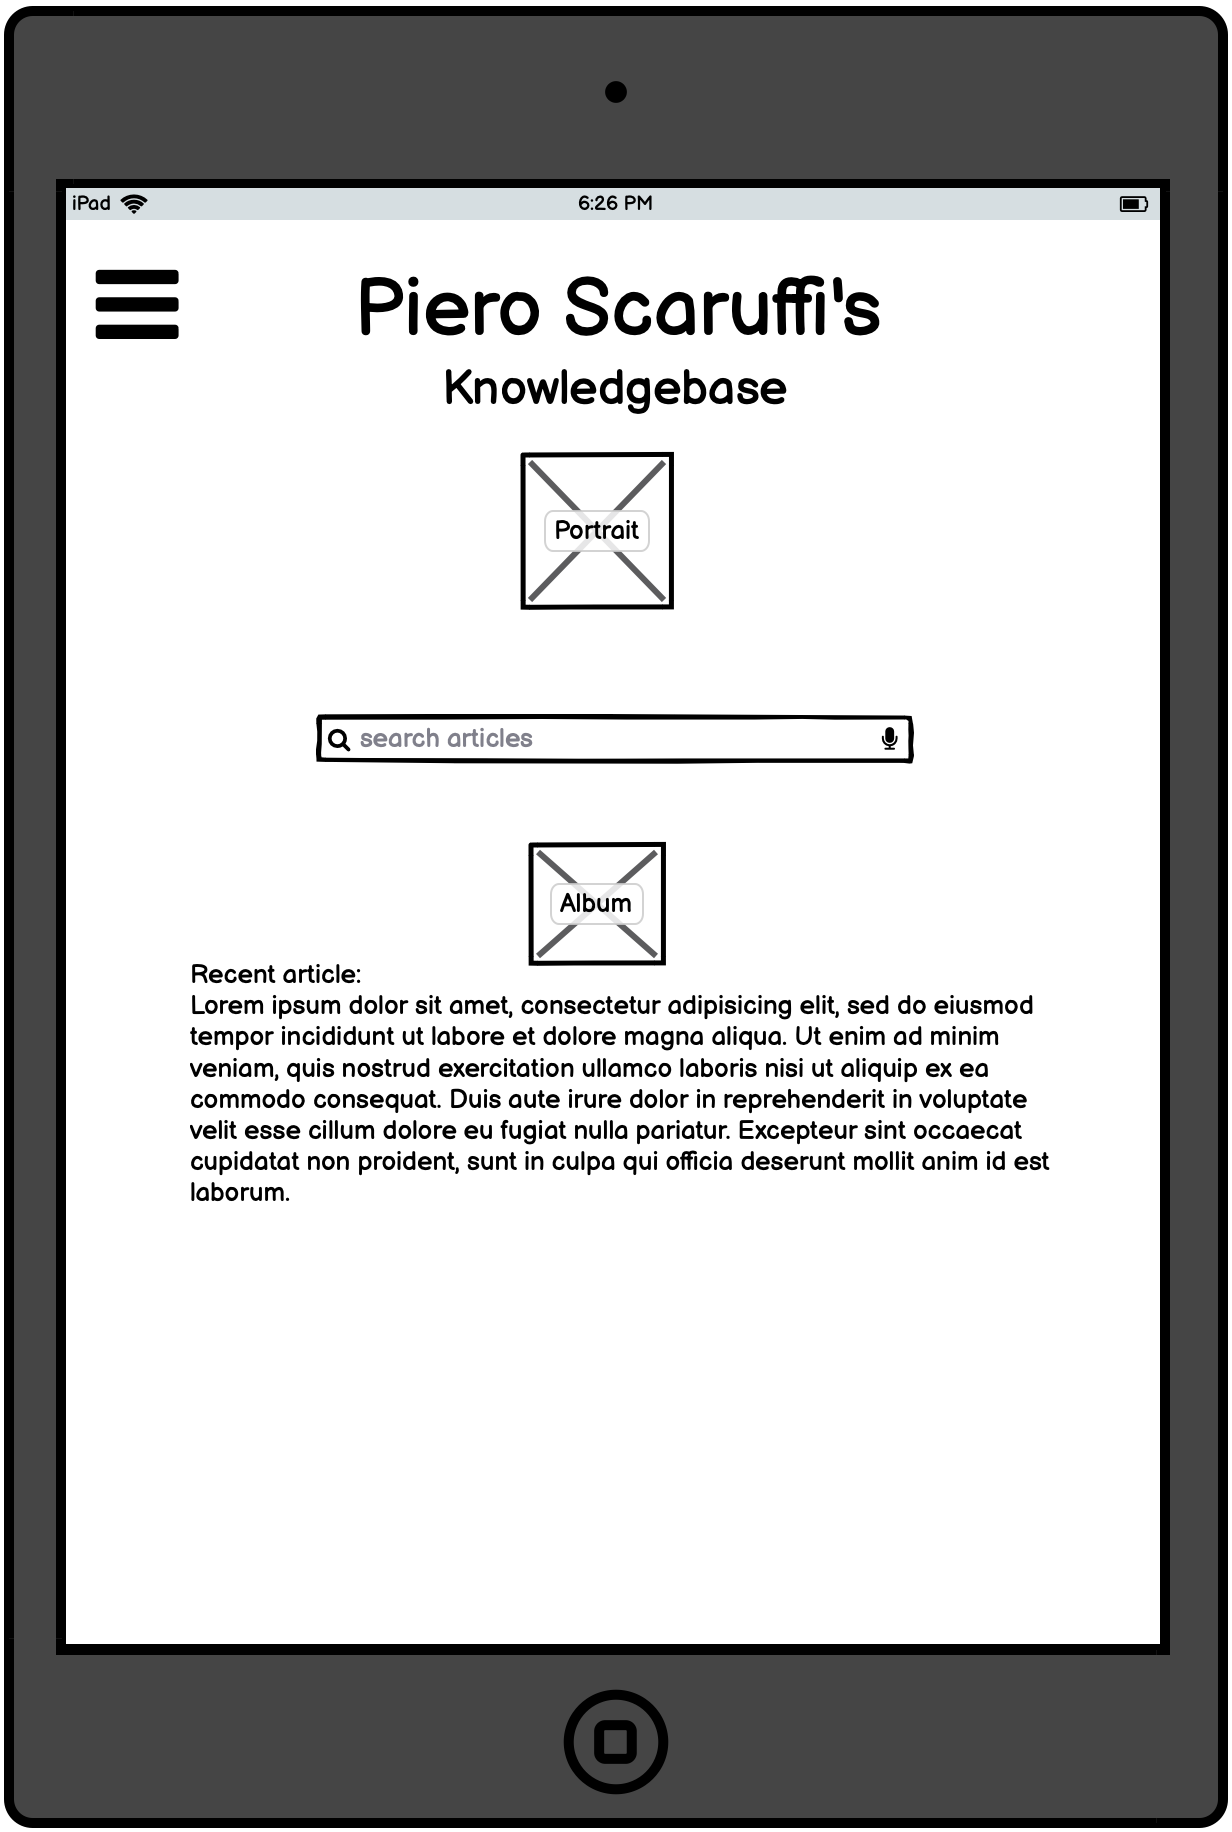 iPad 6:26 PM
Piero Scaruffi's
Knowledgebase
Portrait
search articles
Album
Recent article:
Lorem ipsum dolor sit amet, consectetur adipisicing elit, sed do eiusmod
tempor incididunt ut labore et dolore magna aliqua. Ut enim ad minim
veniam, quis nostrud exercitation ullamco laboris nisi ut aliquip ex ea
commodo consequat. Duis aute irure dolor in reprehenderit in voluptate
velit esse cillum dolore eu fugiat nulla pariatur. Excepteur sint occaecat
cupidatat non proident, sunt in culpa qui officia deserunt mollit anim id est
laborum.